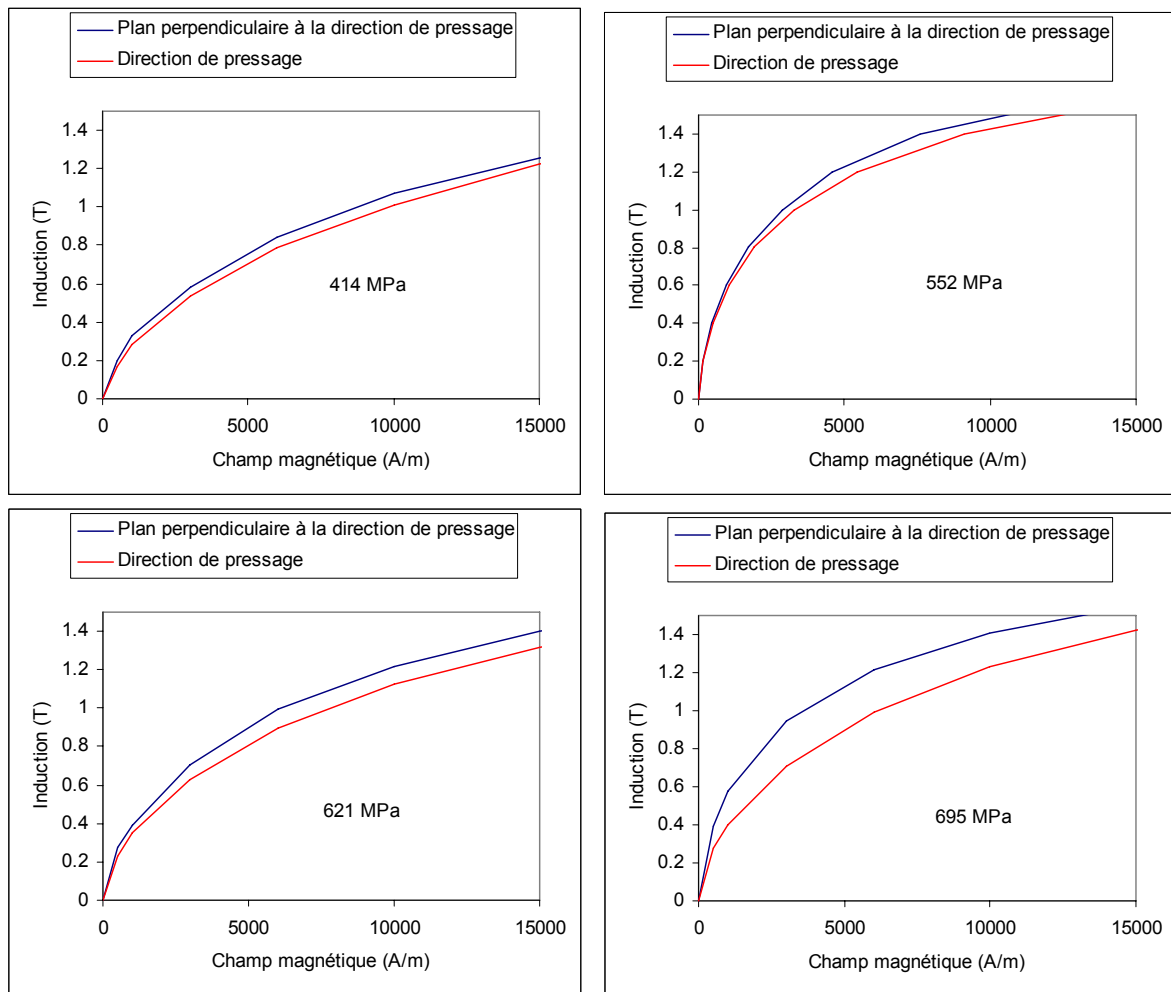 Plan perpendiculaire à la direction de pressage
Direction de pressage
1.4
1.2
1
0.8
0.6
0.4
0.2
0
Induction (T)
414 MPa
0 5000 10000 15000
Champ magnétique (A/m)
Plan perpendiculaire à la direction de pressage
Direction de pressage
1.4
1.2
1
0.8
0.6
0.4
0.2
0
Induction (T)
552 MPa
0 5000 10000 15000
Champ magnétique (A/m)
Plan perpendiculaire à la direction de pressage
Direction de pressage
1.4
1.2
1
0.8
0.6
0.4
0.2
0
Induction (T)
621 MPa
0 5000 10000 15000
Champ magnétique (A/m)
Plan perpendiculaire à la direction de pressage
Direction de pressage
1.4
1.2
1
0.8
0.6
0.4
0.2
0
Induction (T)
695 MPa
0 5000 10000 15000
Champ magnétique (A/m)